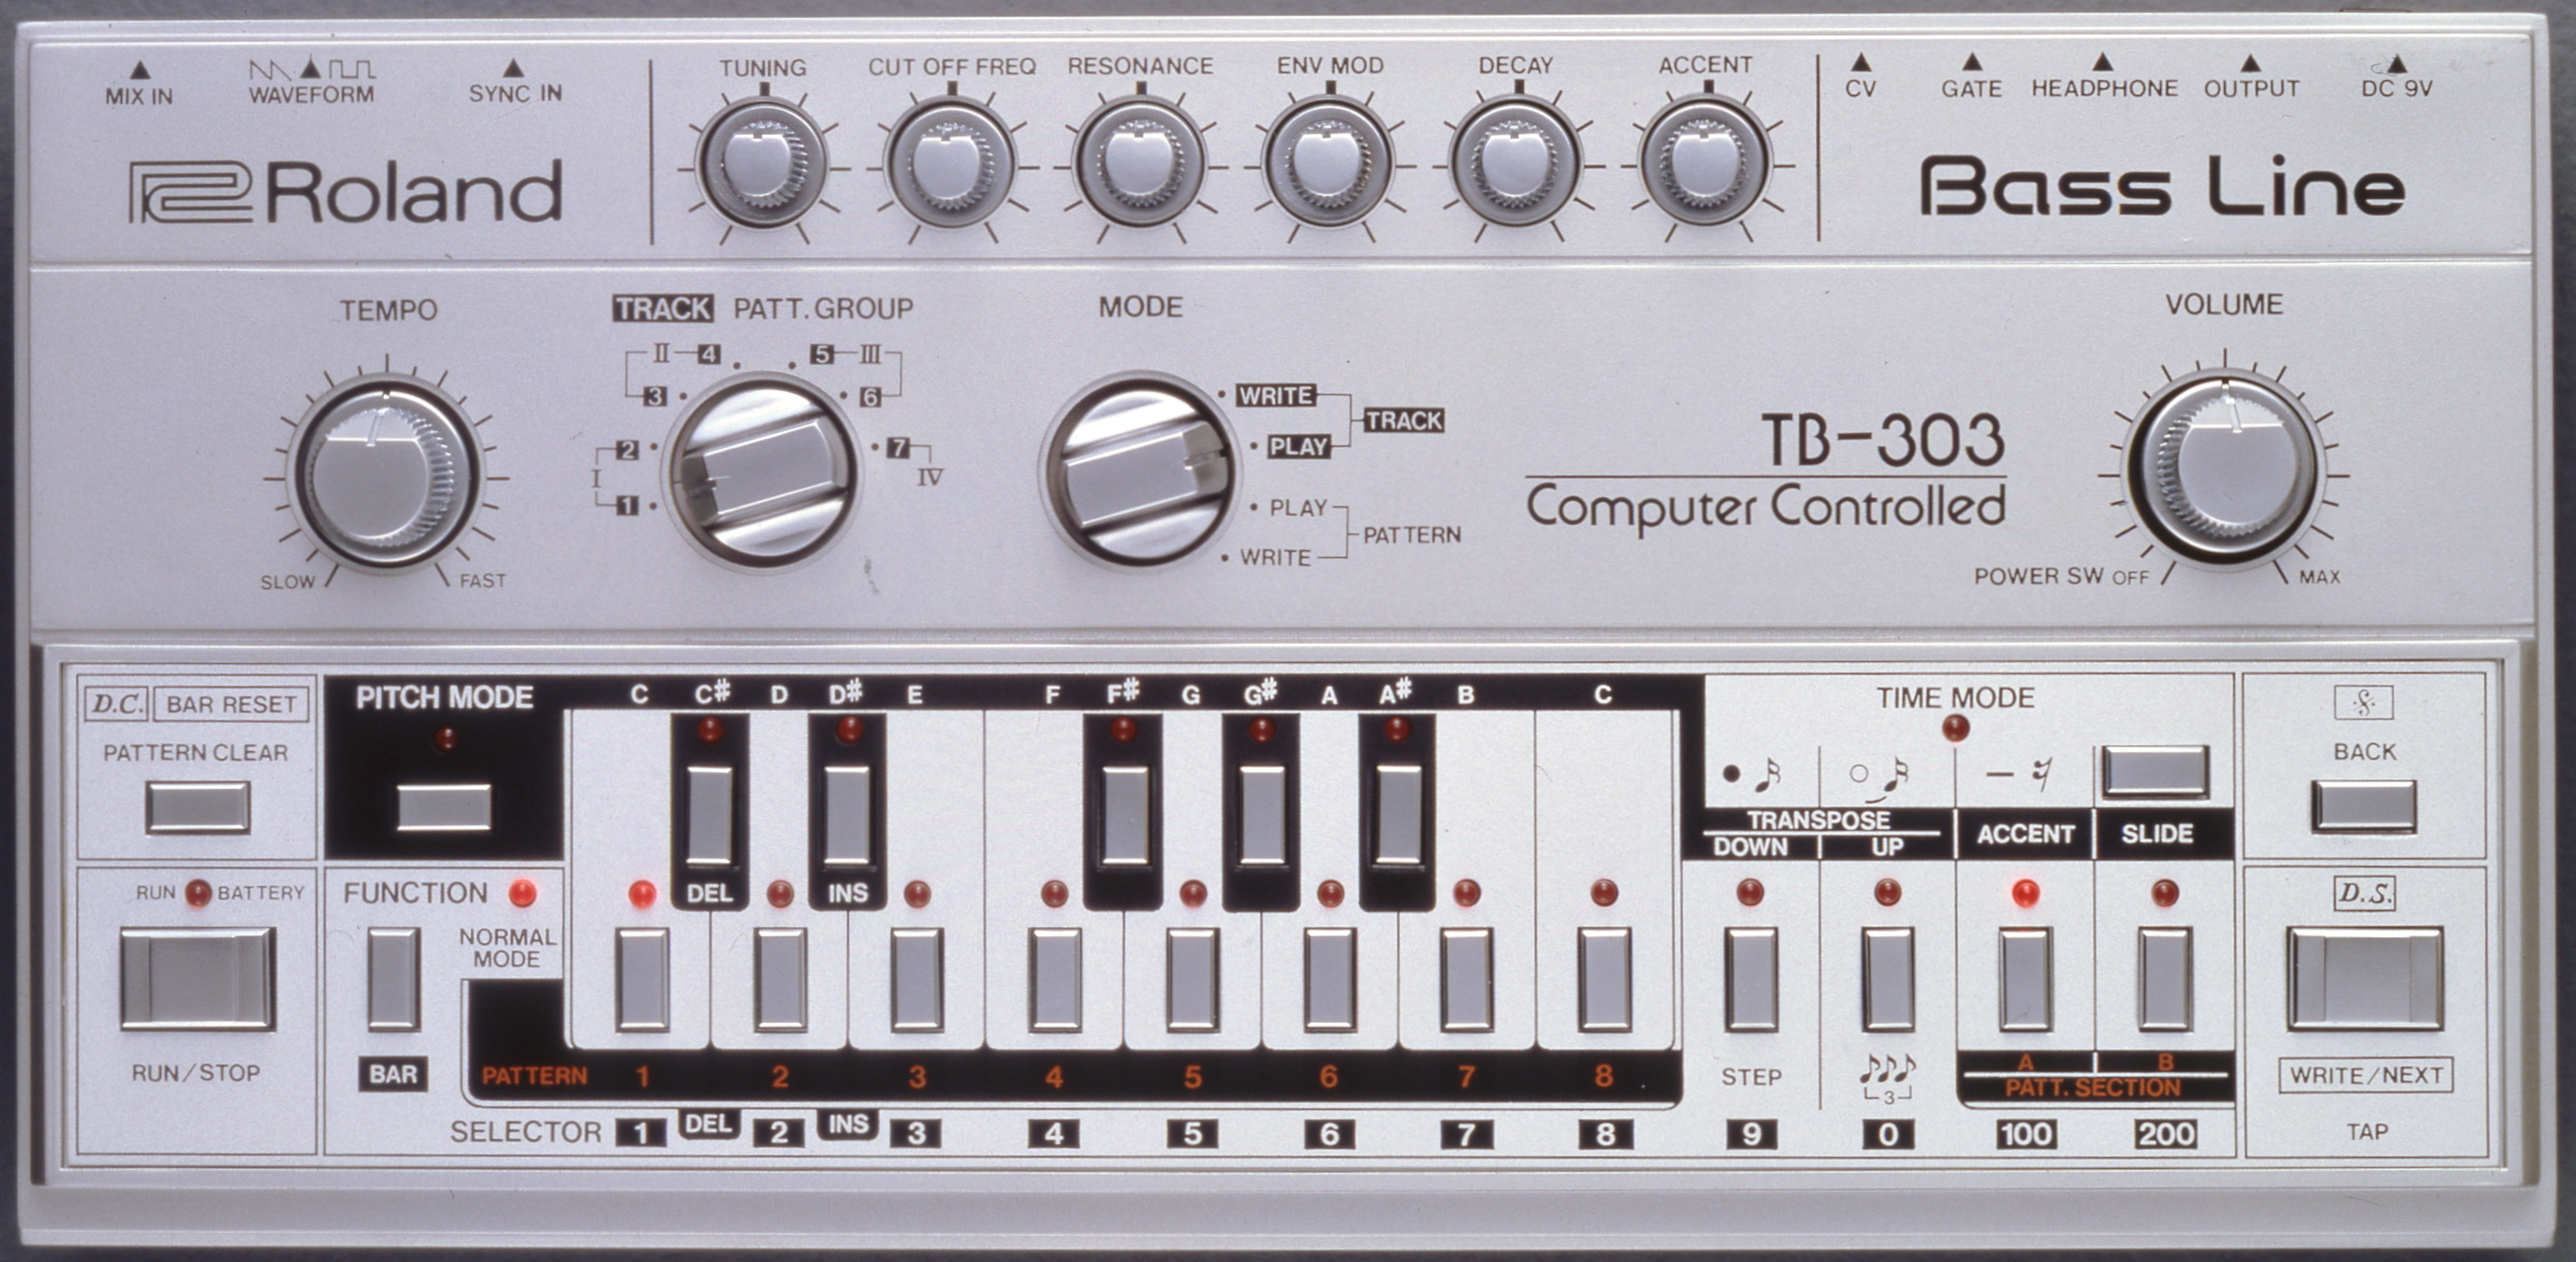 MIX IN WAVEFORM SYNC IN
TUNING CUT OFF FREQ RESONANCE ENV MOD DECAY ACCENT
CV GATE HEADPHONE OUTPUT DC 9V
Roland
Bass Line
TEMPO
SLOW FAST
TRACK PATT. GROUP
II 4 5 III
3 6
2 7
I IV
1
MODE
WRITE
PLAY
TRACK
PLAY
WRITE
PATTERN
TB-303
Computer Controlled
VOLUME
POWER SW OFF MAX
D.C. BAR RESET
PATTERN CLEAR
RUN BATTERY
RUN/STOP
PITCH MODE
FUNCTION
NORMAL
MODE
BAR
C C# D D# E F F# G G# A A# B C
DEL INS
PATTERN 1 2 3 4 5 6 7 8
SELECTOR 1 DEL 2 INS 3 4 5 6 7 8 9 0 100 200
TIME MODE
TRANSPOSE
DOWN UP
ACCENT SLIDE
STEP
3
A B
PATT. SECTION
BACK
D.S.
WRITE/NEXT
TAP